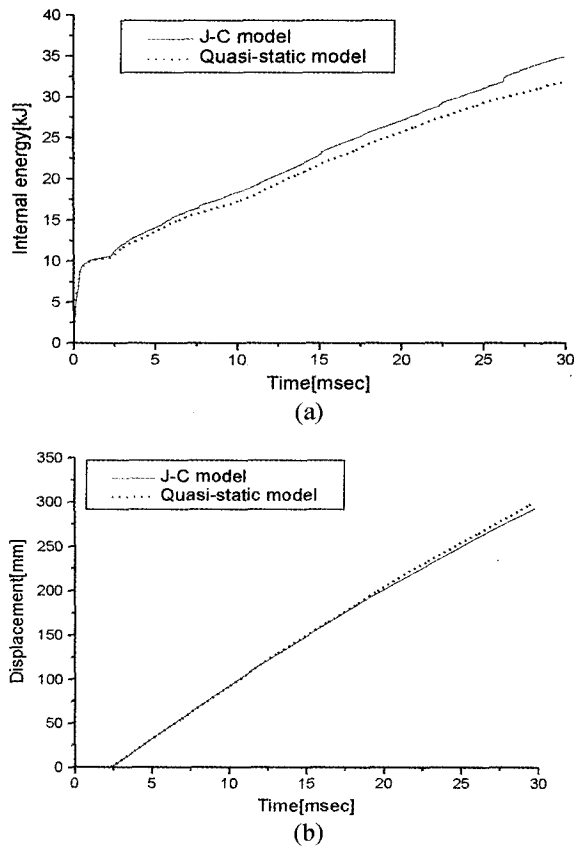 40
35
30
25
20
15
10
5
0
Internal energy[kJ]
J-C model
Quasi-static model
0 5 10 15 20 25 30
Time[msec]
(a)
350
300
250
200
150
100
50
0
Displacement[mm]
J-C model
Quasi-static model
0 5 10 15 20 25 30
Time[msec]
(b)